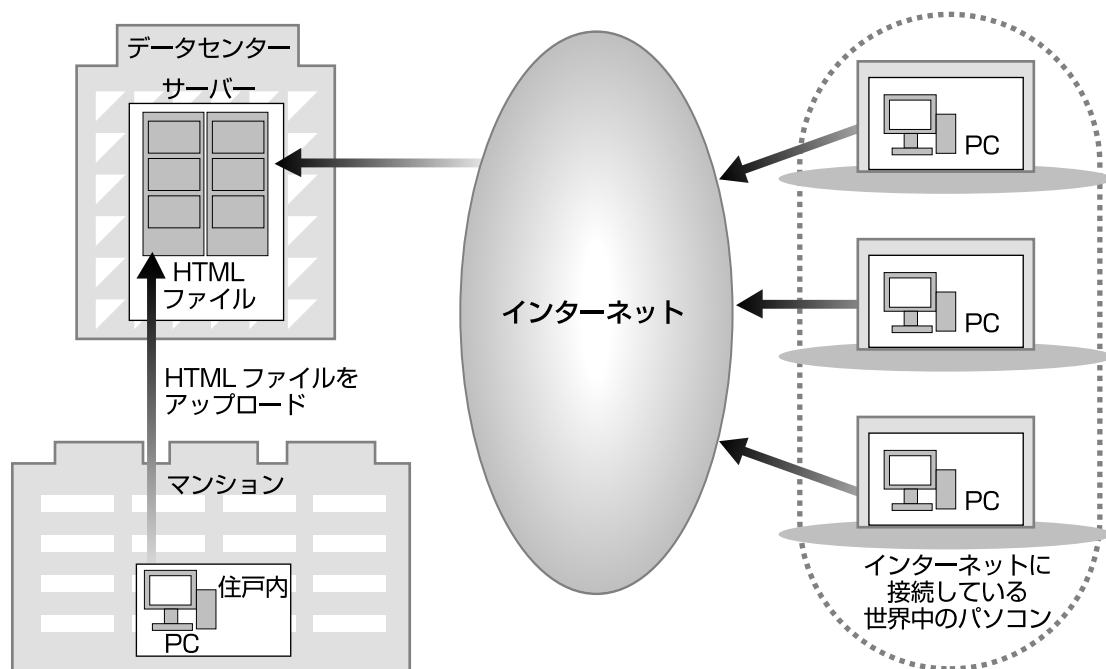 データセンター
サーバー
HTML
ファイル
HTML ファイルを
アップロード
マンション
住戸内
PC
インターネット
PC
PC
PC
インターネットに
接続している
世界中のパソコン